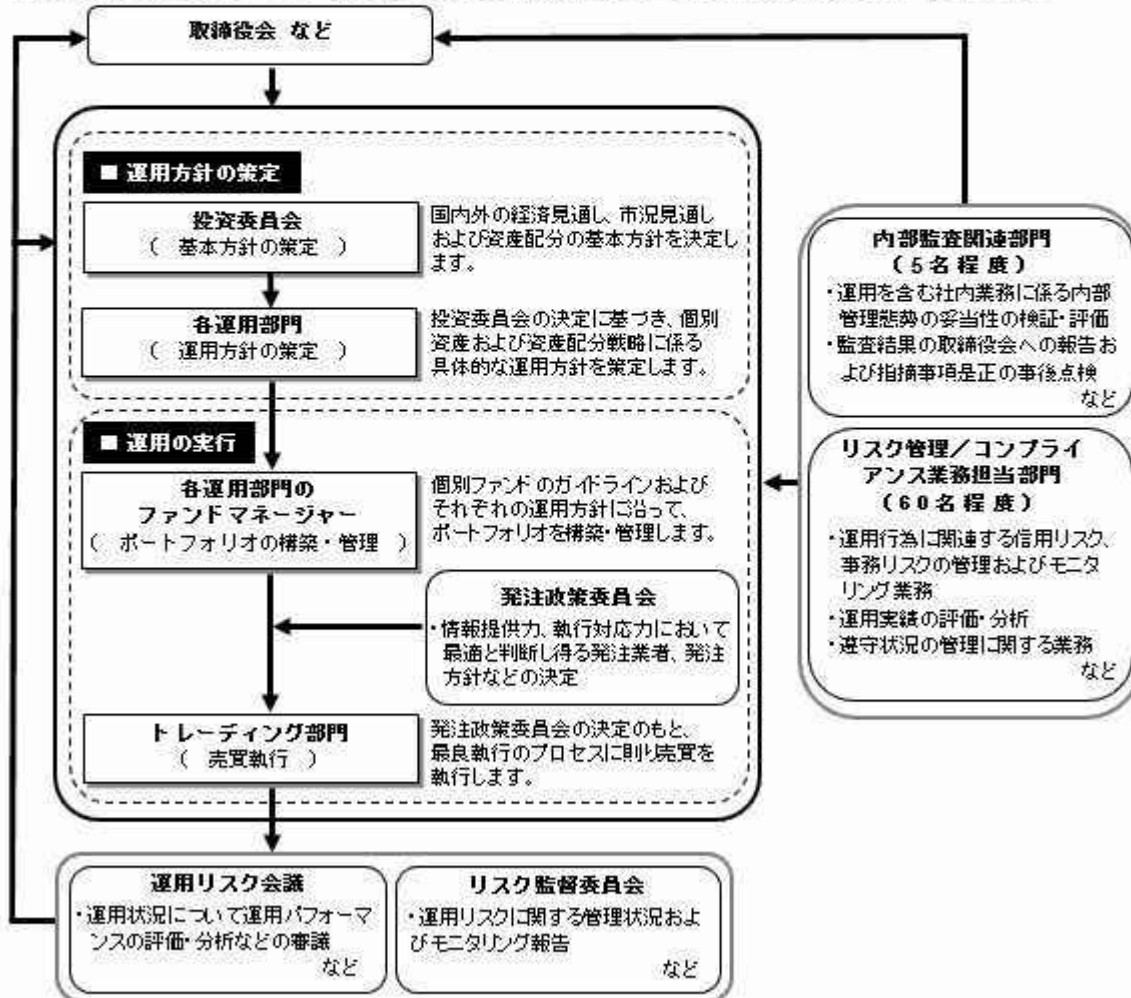 取締役会 など
■ 運用方針の策定
投資委員会
( 基本方針の策定 )
国内外の経済見通し、市況見通し
および資産配分の基本方針を決定し
ます。
各運用部門
( 運用方針の策定 )
投資委員会の決定に基づき、個別
資産および資産配分戦略に係る
具体的な運用方針を策定します。
■ 運用の実行
各運用部門の
ファンドマネージャー
( ポートフォリオの構築・管理 )
個別ファンドのガイドラインおよび
それぞれの運用方針に沿って、
ポートフォリオを構築・管理します。
発注政策委員会
・情報提供力、執行対応力において
最適と判断し得る発注業者、発注
方針などの決定
トレーディング部門
( 売買執行 )
発注政策委員会の決定のもと、
最良執行のプロセスに則り売買を
執行します。
内部監査関連部門
(5名程度)
・運用を含む社内業務に係る内部
管理態勢の妥当性の検証・評価
・監査結果の取締役会への報告お
よび指摘事項是正の事後点検
など
リスク管理/コンプライ
アンス業務担当部門
(60名程度)
・運用行為に関連する信用リスク、
事務リスクの管理およびモニタ
リング業務
・運用実績の評価・分析
・遵守状況の管理に関する業務
など
運用リスク会議
・運用状況について運用パフォーマ
ンスの評価・分析などの審議
など
リスク監督委員会
・運用リスクに関する管理状況およ
びモニタリング報告
など